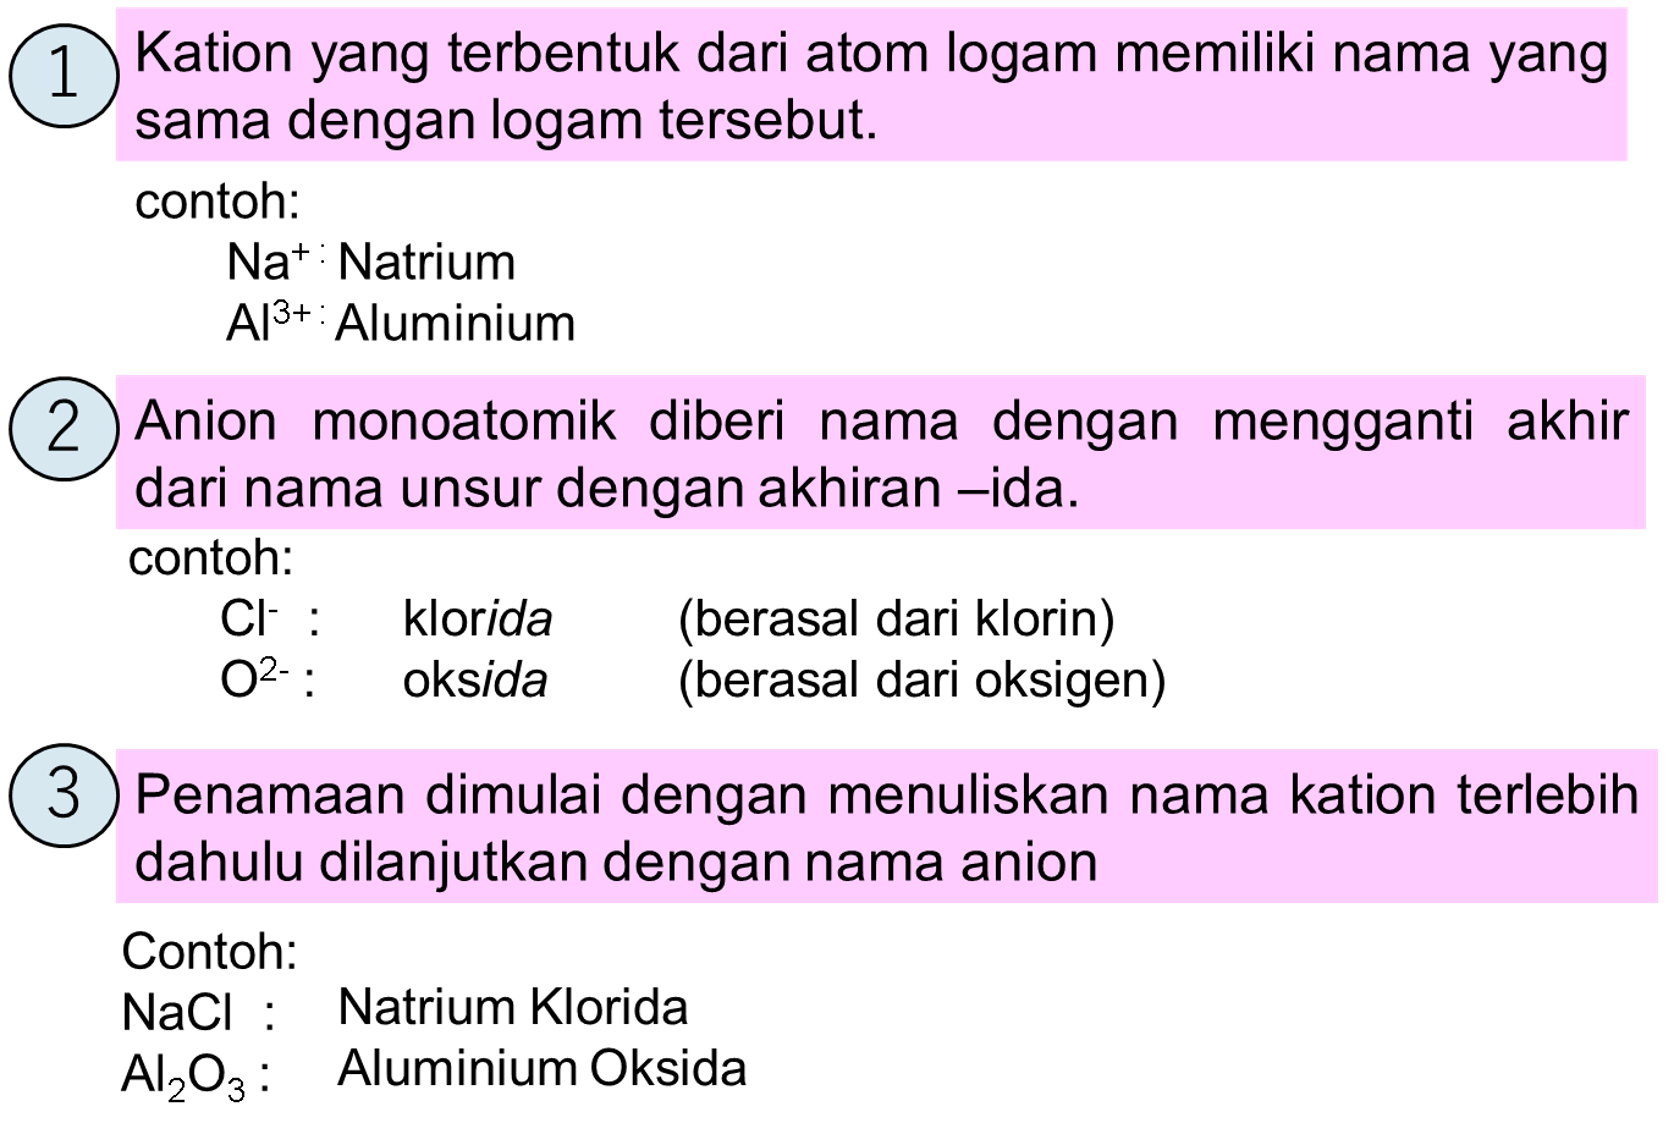 1 Kation yang terbentuk dari atom logam memiliki nama yang
sama dengan logam tersebut.
contoh:
Na⁺ : Natrium
Al³⁺ : Aluminium
2 Anion monoatomik diberi nama dengan mengganti akhir
dari nama unsur dengan akhiran –ida.
contoh:
Cl⁻ : klorida (berasal dari klorin)
O²⁻ : oksida (berasal dari oksigen)
3 Penamaan dimulai dengan menuliskan nama kation terlebih
dahulu dilanjutkan dengan nama anion
Contoh:
NaCl : Natrium Klorida
Al₂O₃ : Aluminium Oksida